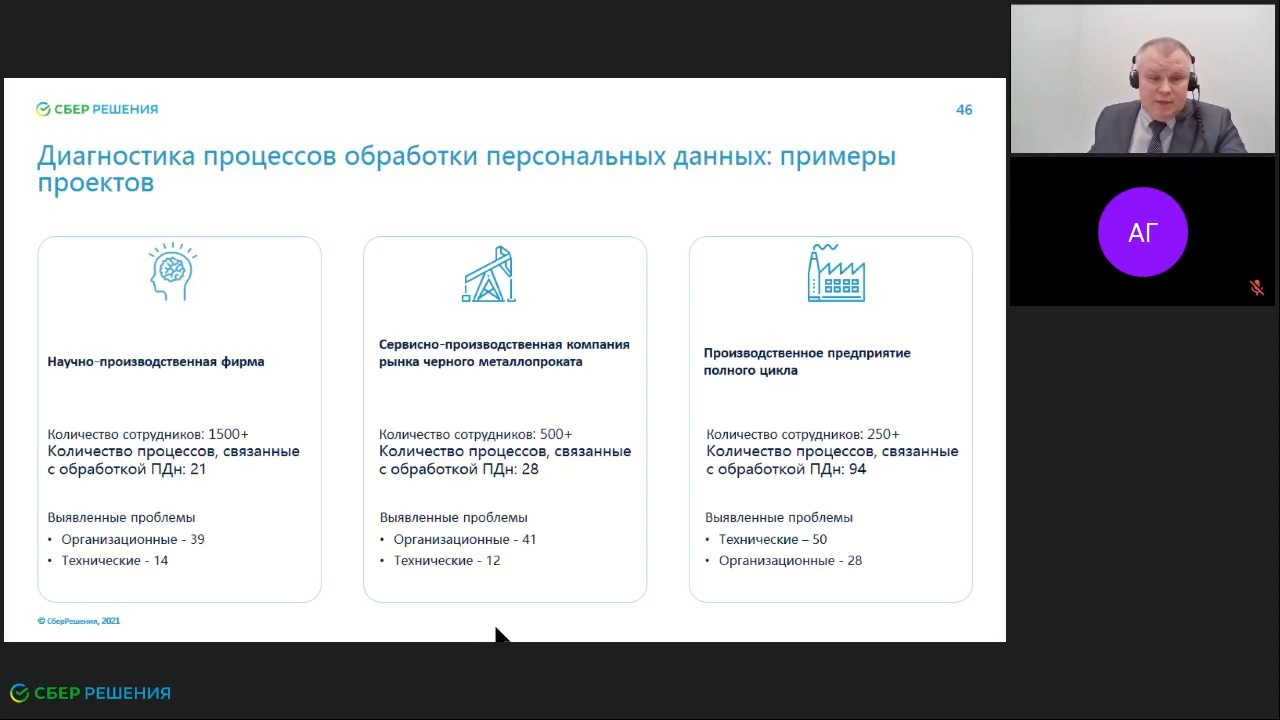 СБЕР РЕШЕНИЯ
46
Диагностика процессов обработки персональных данных: примеры
проектов
Научно-производственная фирма
Количество сотрудников: 1500+
Количество процессов, связанные
с обработкой ПДн: 21
Выявленные проблемы
• Организационные - 39
• Технические - 14
Сервисно-производственная компания
рынка черного металлопроката
Количество сотрудников: 500+
Количество процессов, связанные
с обработкой ПДн: 28
Выявленные проблемы
• Организационные - 41
• Технические - 12
Производственное предприятие
полного цикла
Количество сотрудников: 250+
Количество процессов, связанные
с обработкой ПДн: 94
Выявленные проблемы
• Технические – 50
• Организационные - 28
© СберРешения, 2021
АГ
СБЕР РЕШЕНИЯ